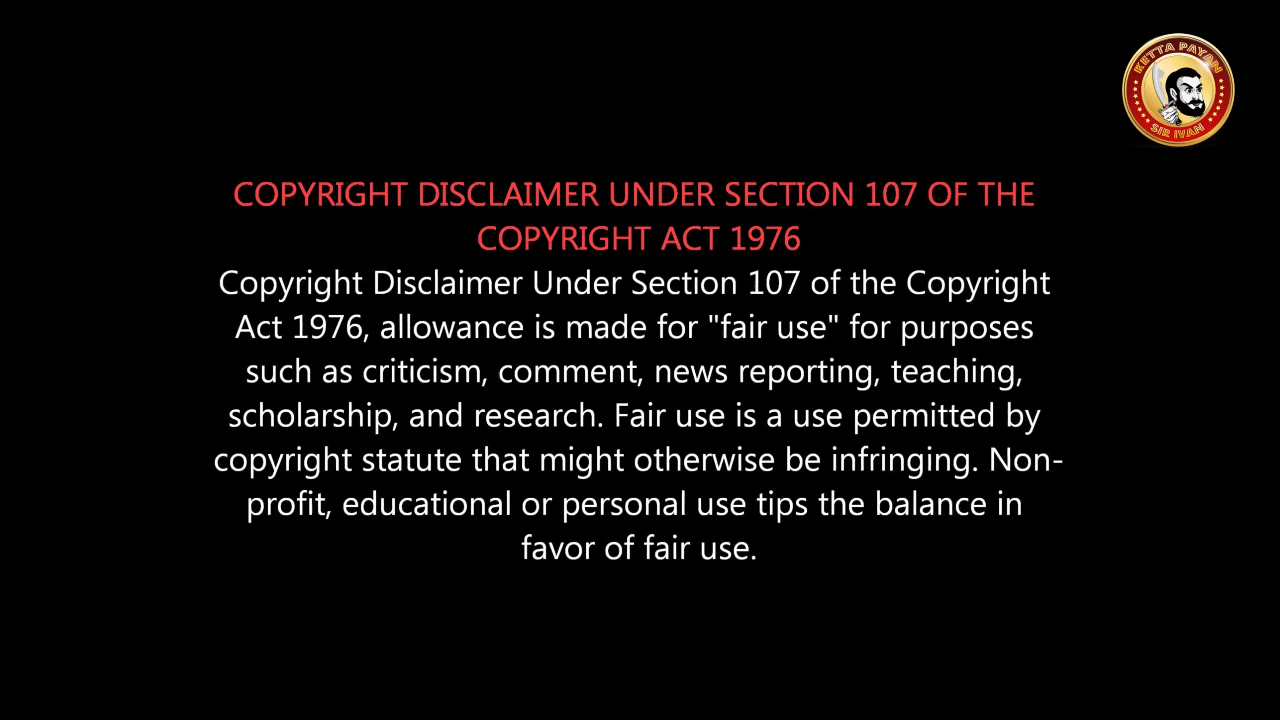 KETTA PAYAN
SIR IVAN
COPYRIGHT DISCLAIMER UNDER SECTION 107 OF THE
COPYRIGHT ACT 1976
Copyright Disclaimer Under Section 107 of the Copyright
Act 1976, allowance is made for "fair use" for purposes
such as criticism, comment, news reporting, teaching,
scholarship, and research. Fair use is a use permitted by
copyright statute that might otherwise be infringing. Non-
profit, educational or personal use tips the balance in
favor of fair use.